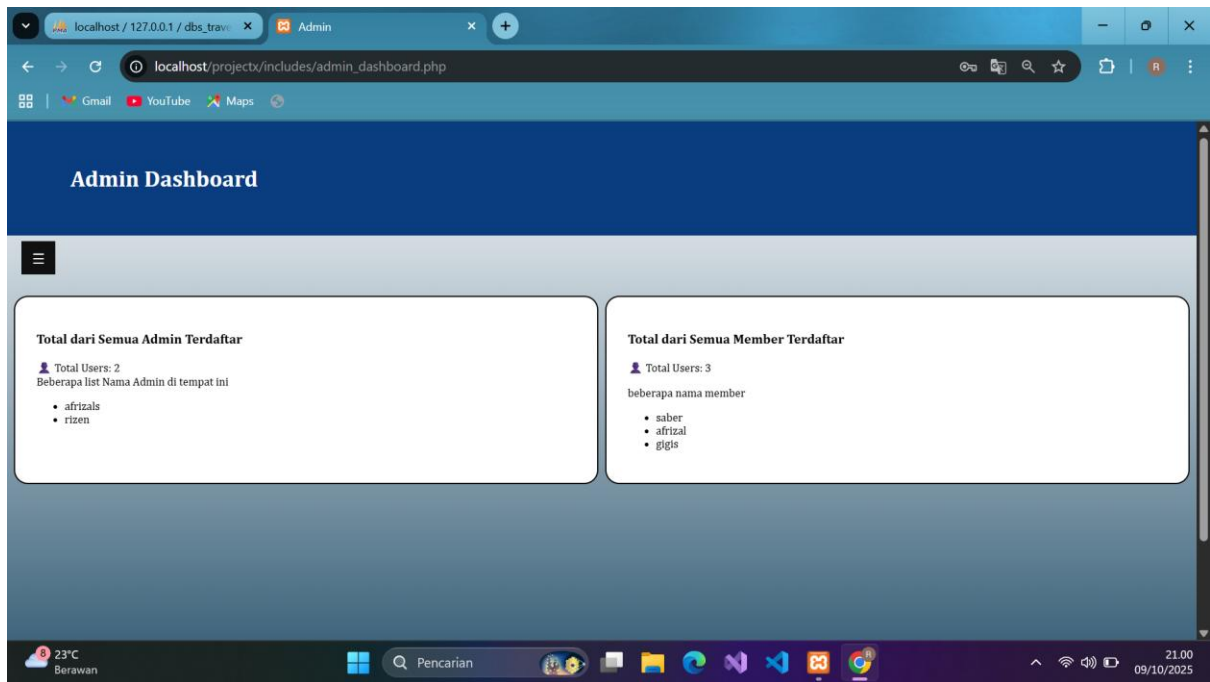 localhost / 127.0.0.1 / dbs_trave
Admin
localhost/projectx/includes/admin_dashboard.php
R
Gmail
YouTube
Maps
Admin Dashboard
☰
Total dari Semua Admin Terdaftar
Total Users: 2
Beberapa list Nama Admin di tempat ini
• afrizals
• rizen
Total dari Semua Member Terdaftar
Total Users: 3
beberapa nama member
• saber
• afrizal
• gigis
8
23°C
Berawan
Pencarian
R
21.00
09/10/2025